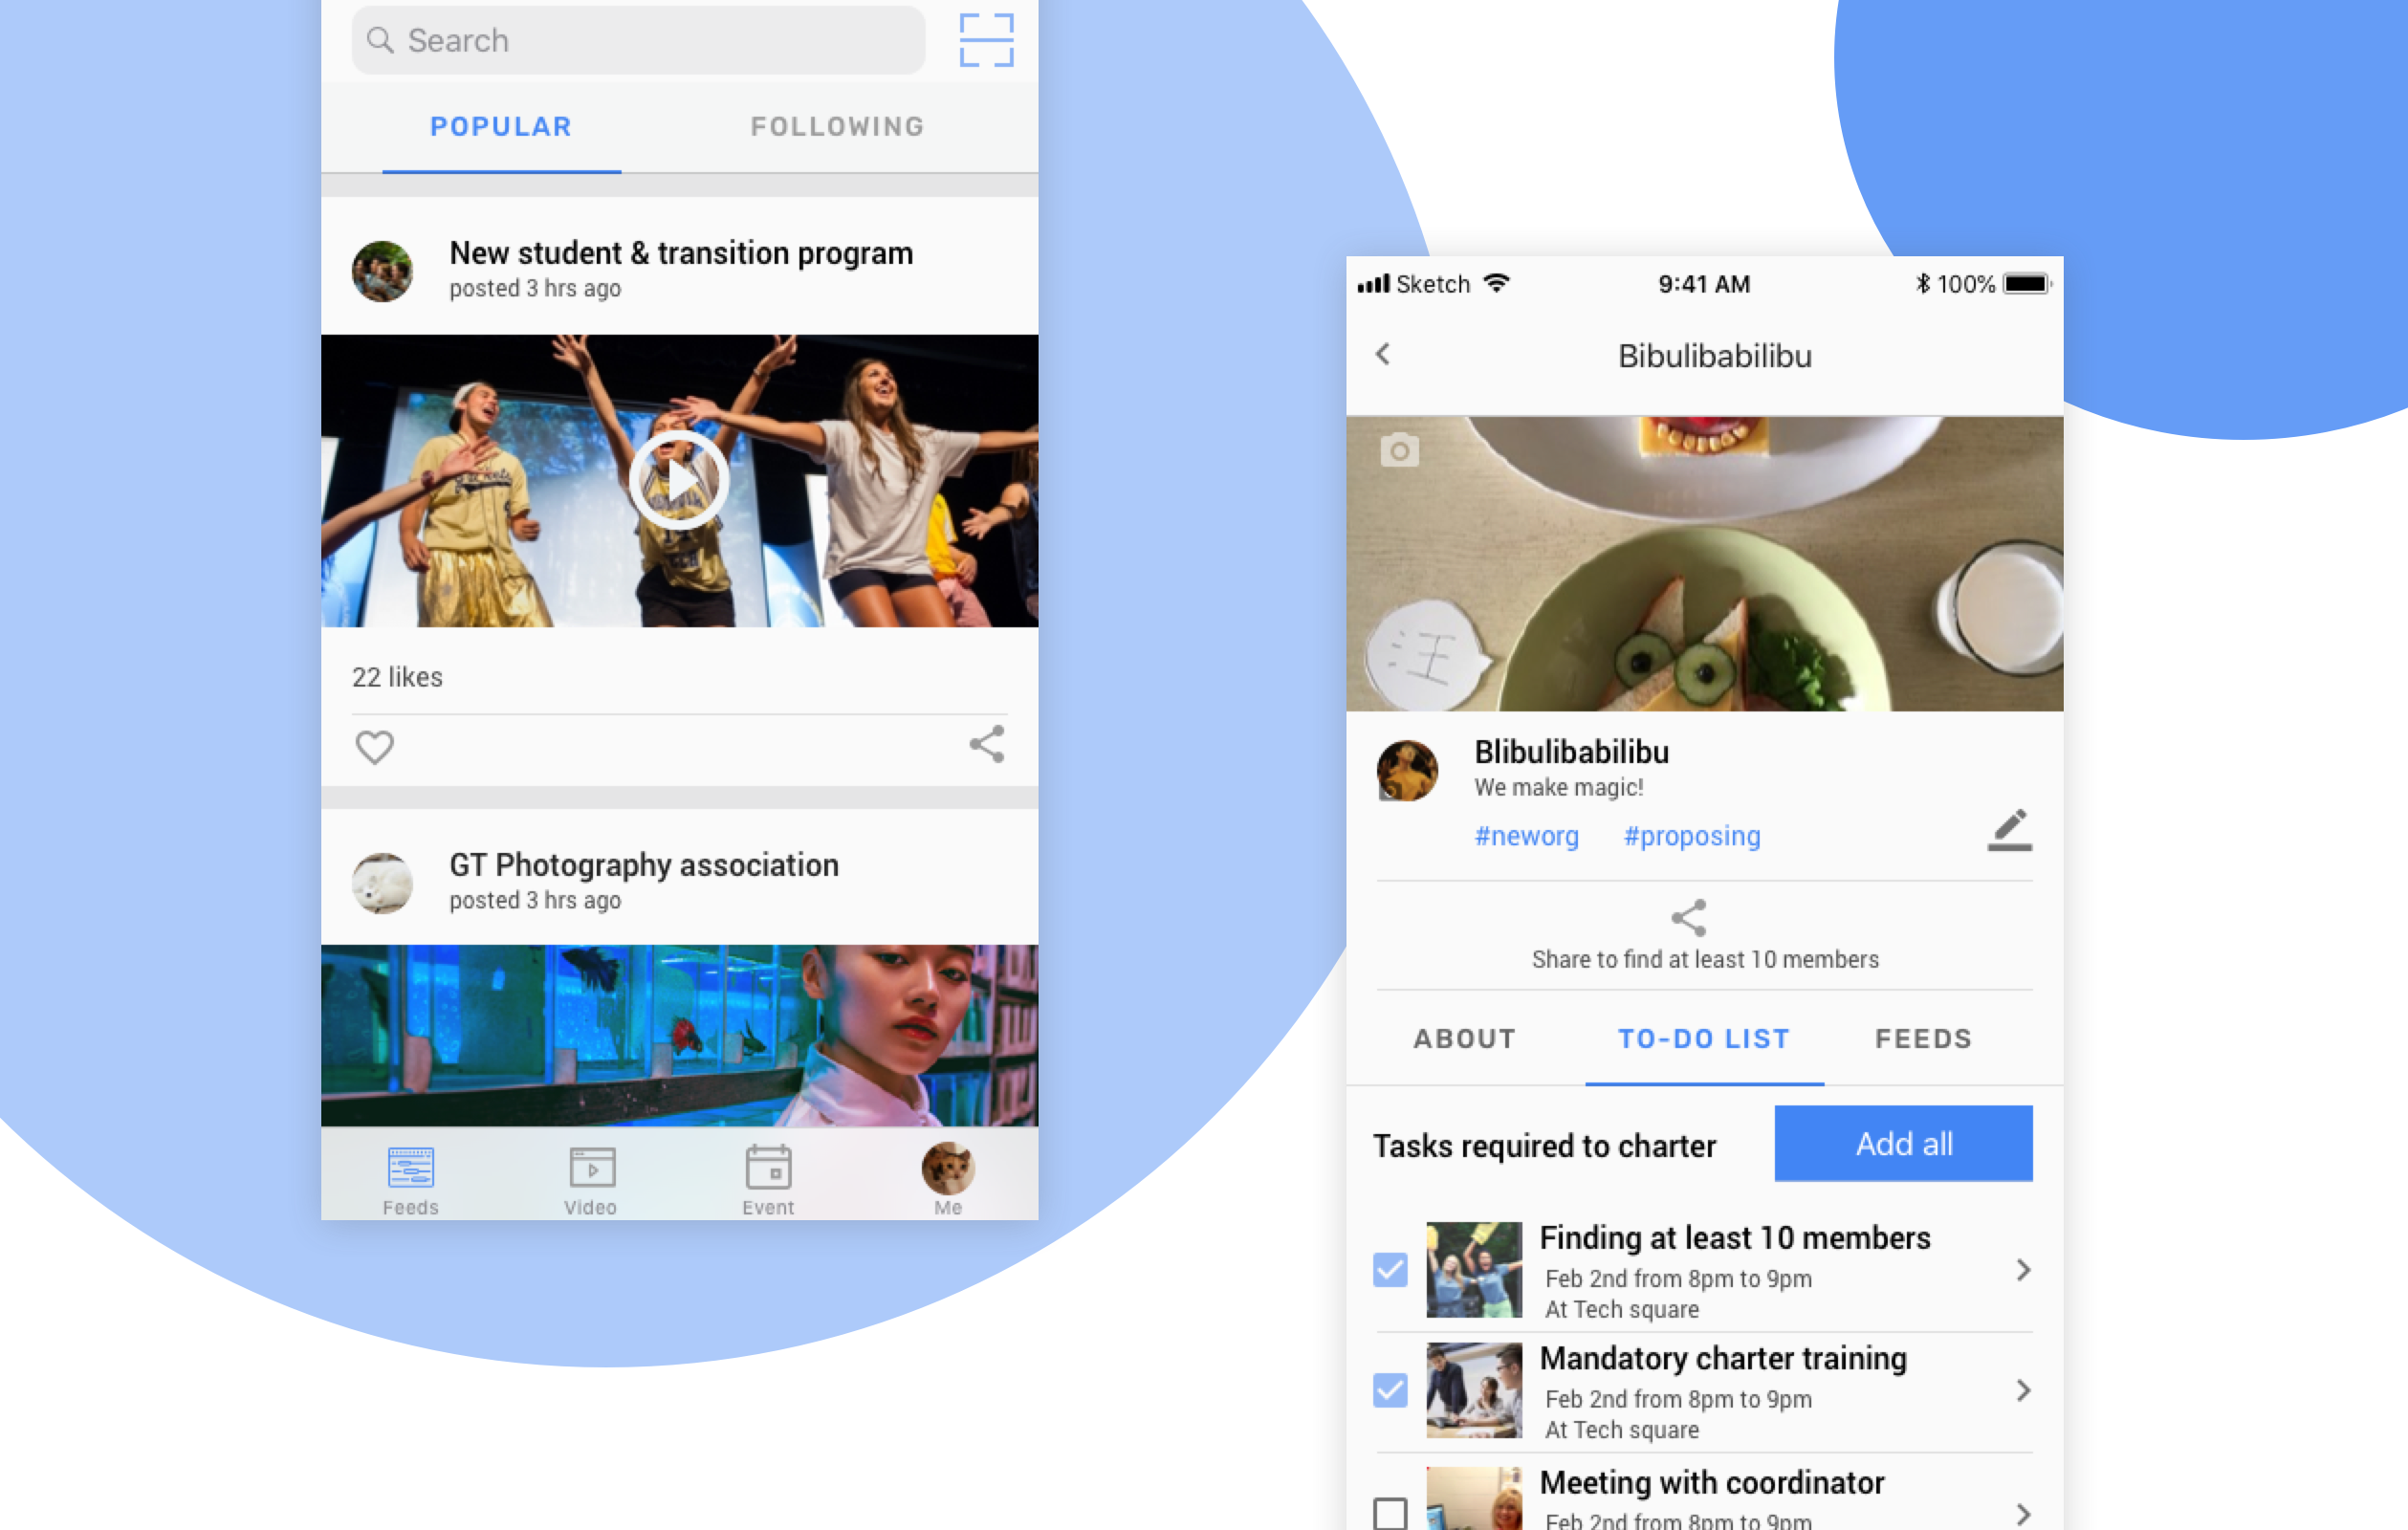 Search
POPULAR FOLLOWING
New student & transition program
posted 3 hrs ago
22 likes
GT Photography association
posted 3 hrs ago
Feeds Video Event Me
Sketch 9:41 AM 100%
Bibulibabilibu
Blibulibabilibu
We make magic!
#neworg #proposing
Share to find at least 10 members
ABOUT TO-DO LIST FEEDS
Tasks required to charter Add all
Finding at least 10 members
Feb 2nd from 8pm to 9pm
At Tech square
Mandatory charter training
Feb 2nd from 8pm to 9pm
At Tech square
Meeting with coordinator
Feb 2nd from 8pm to 9pm